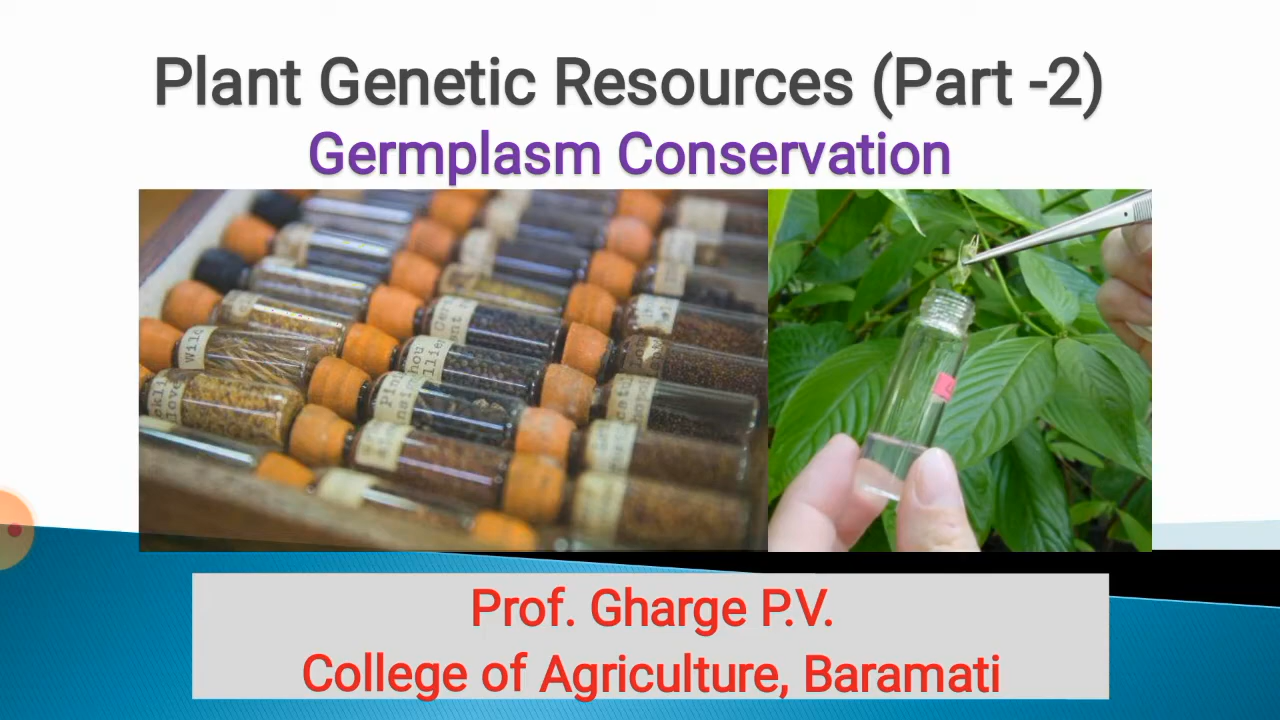 Plant Genetic Resources (Part -2)
Germplasm Conservation
Prof. Gharge P.V.
College of Agriculture, Baramati